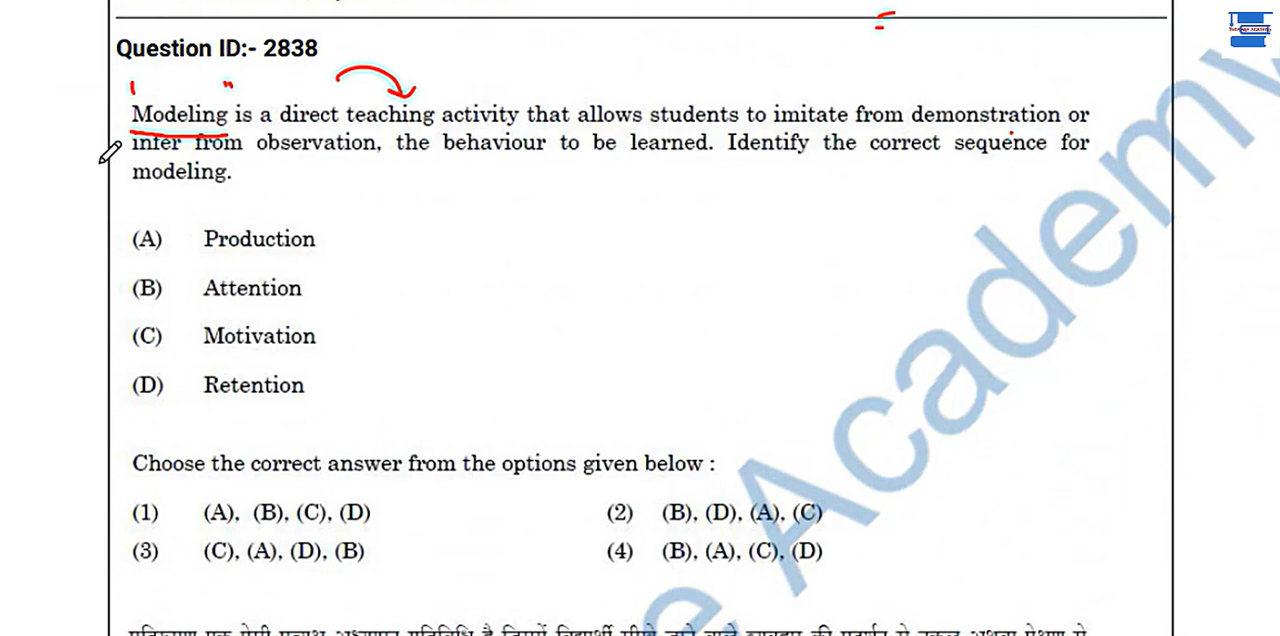 Question ID:- 2838
Modeling is a direct teaching activity that allows students to imitate from demonstration or
infer from observation, the behaviour to be learned. Identify the correct sequence for
modeling.
(A) Production
(B) Attention
(C) Motivation
(D) Retention
Choose the correct answer from the options given below :
(1) (A), (B), (C), (D) (2) (B), (D), (A), (C)
(3) (C), (A), (D), (B) (4) (B), (A), (C), (D)
e Academy